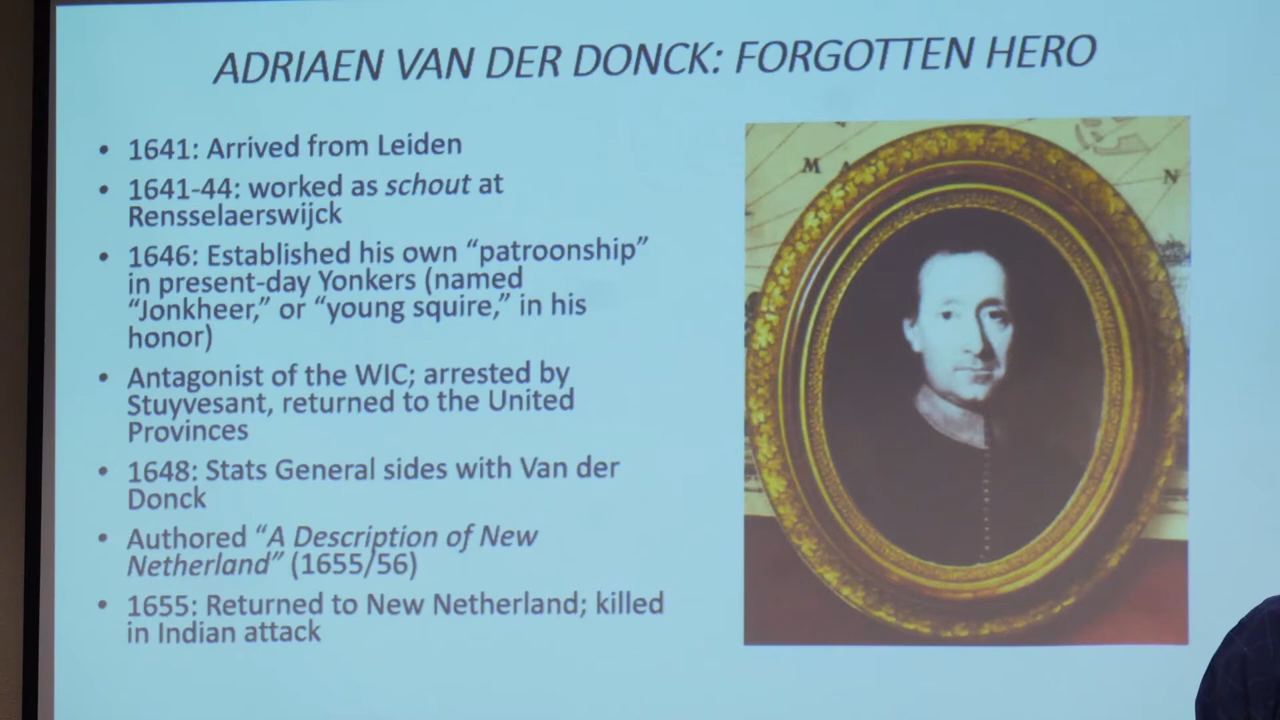 ADRIAEN VAN DER DONCK: FORGOTTEN HERO
• 1641: Arrived from Leiden
• 1641-44: worked as schout at
Rensselaerswijck
• 1646: Established his own “patroonship”
in present-day Yonkers (named
“Jonkheer,” or “young squire,” in his
honor)
• Antagonist of the WIC; arrested by
Stuyvesant, returned to the United
Provinces
• 1648: Stats General sides with Van der
Donck
• Authored “A Description of New
Netherland” (1655/56)
• 1655: Returned to New Netherland; killed
in Indian attack
M A
N